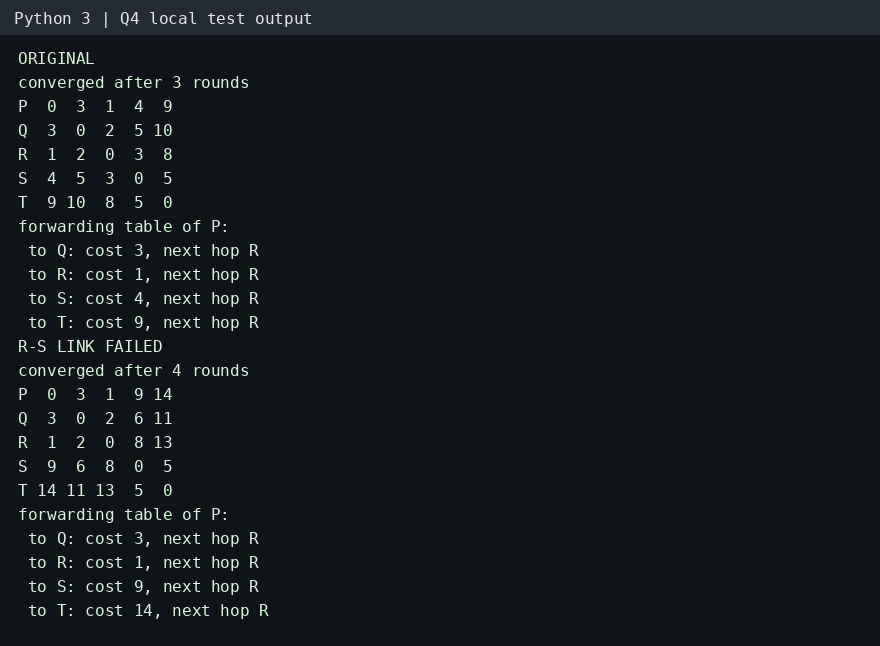 Python 3 | Q4 local test output
ORIGINAL
converged after 3 rounds
P  0  3  1  4  9
Q  3  0  2  5 10
R  1  2  0  3  8
S  4  5  3  0  5
T  9 10  8  5  0
forwarding table of P:
 to Q: cost 3, next hop R
 to R: cost 1, next hop R
 to S: cost 4, next hop R
 to T: cost 9, next hop R
R-S LINK FAILED
converged after 4 rounds
P  0  3  1  9 14
Q  3  0  2  6 11
R  1  2  0  8 13
S  9  6  8  0  5
T 14 11 13  5  0
forwarding table of P:
 to Q: cost 3, next hop R
 to R: cost 1, next hop R
 to S: cost 9, next hop R
 to T: cost 14, next hop R